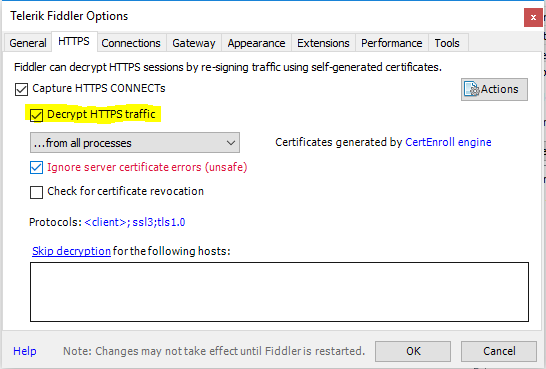 Telerik Fiddler Options
x
General HTTPS Connections Gateway Appearance Extensions Performance Tools
Fiddler can decrypt HTTPS sessions by re-signing traffic using self-generated certificates.
Capture HTTPS CONNECTs
Actions
Decrypt HTTPS traffic
...from all processes
Certificates generated by CertEnroll engine
Ignore server certificate errors (unsafe)
Check for certificate revocation
Protocols: <client>; ssl3;tls1.0
Skip decryption for the following hosts:
Help Note: Changes may not take effect until Fiddler is restarted. OK Cancel